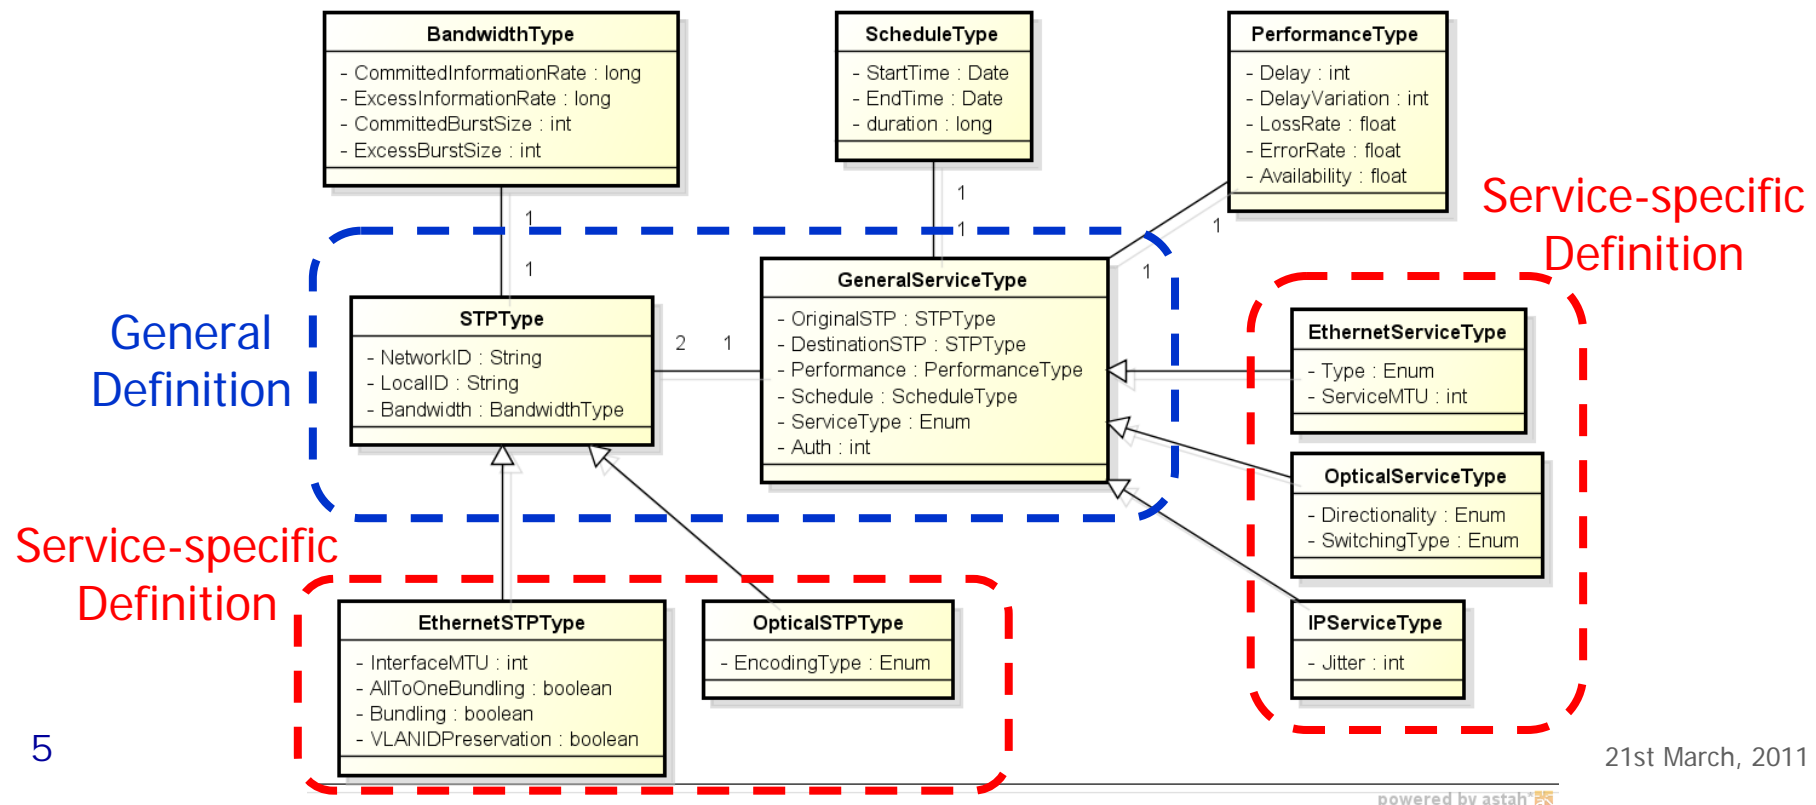 BandwidthType
- CommittedInformationRate : long
- ExcessInformationRate : long
- CommittedBurstSize : int
- ExcessBurstSize : int
ScheduleType
- StartTime : Date
- EndTime : Date
- duration : long
PerformanceType
- Delay : int
- DelayVariation : int
- LossRate : float
- ErrorRate : float
- Availability : float
Service-specific
Definition
1
1
1
1
1
1
General
Definition
STPType
- NetworkID : String
- LocalID : String
- Bandwidth : BandwidthType
2 1
GeneralServiceType
- OriginalSTP : STPType
- DestinationSTP : STPType
- Performance : PerformanceType
- Schedule : ScheduleType
- ServiceType : Enum
- Auth : int
EthernetServiceType
- Type : Enum
- ServiceMTU : int
OpticalServiceType
- Directionality : Enum
- SwitchingType : Enum
IPServiceType
- Jitter : int
Service-specific
Definition
EthernetSTPType
- InterfaceMTU : int
- AllToOneBundling : boolean
- Bundling : boolean
- VLANIDPreservation : boolean
OpticalSTPType
- EncodingType : Enum
5
21st March, 2011
powered by astah*